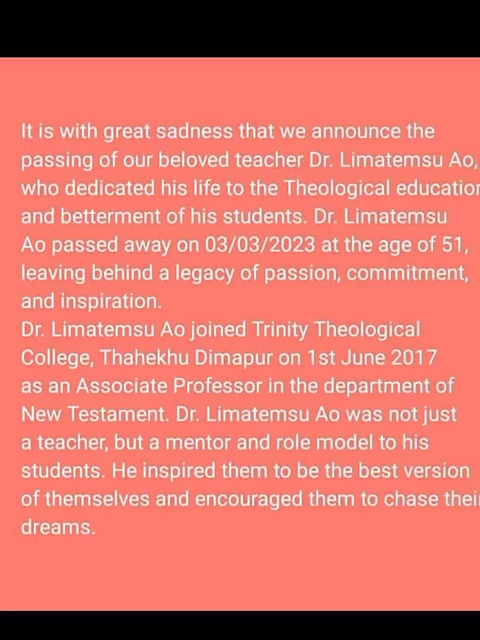 It is with great sadness that we announce the
passing of our beloved teacher Dr. Limatemsu Ao,
who dedicated his life to the Theological educatio
and betterment of his students. Dr. Limatemsu
Ao passed away on 03/03/2023 at the age of 51,
leaving behind a legacy of passion, commitment,
and inspiration.
Dr. Limatemsu Ao joined Trinity Theological
College, Thahekhu Dimapur on 1st June 2017
as an Associate Professor in the department of
New Testament. Dr. Limatemsu Ao was not just
a teacher, but a mentor and role model to his
students. He inspired them to be the best version
of themselves and encouraged them to chase thei
dreams.